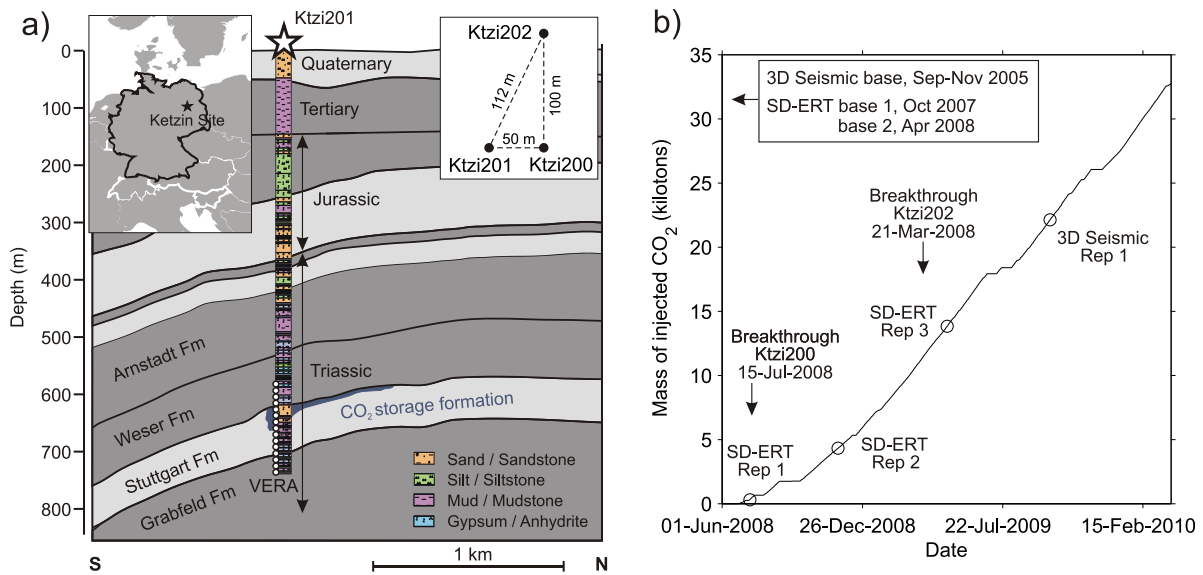 a)
Ktzi201
Ketzin Site
Depth (m)
0
100
200
300
400
500
600
700
800
Quaternary
Tertiary
Jurassic
Triassic
Arnstadt Fm
Weser Fm
Stuttgart Fm
Grabfeld Fm
CO2 storage formation
VERA
Ktzi202
112 m
100 m
50 m
Ktzi201
Ktzi200
Sand / Sandstone
Silt / Siltstone
Mud / Mudstone
Gypsum / Anhydrite
S
1 km
N
b)
Mass of injected CO2 (kilotons)
35
30
25
20
15
10
5
0
3D Seismic base, Sep-Nov 2005
SD-ERT base 1, Oct 2007
base 2, Apr 2008
Breakthrough
Ktzi202
21-Mar-2008
3D Seismic
Rep 1
SD-ERT
Rep 3
Breakthrough
Ktzi200
15-Jul-2008
SD-ERT
Rep 1
SD-ERT
Rep 2
01-Jun-2008
26-Dec-2008
22-Jul-2009
15-Feb-2010
Date